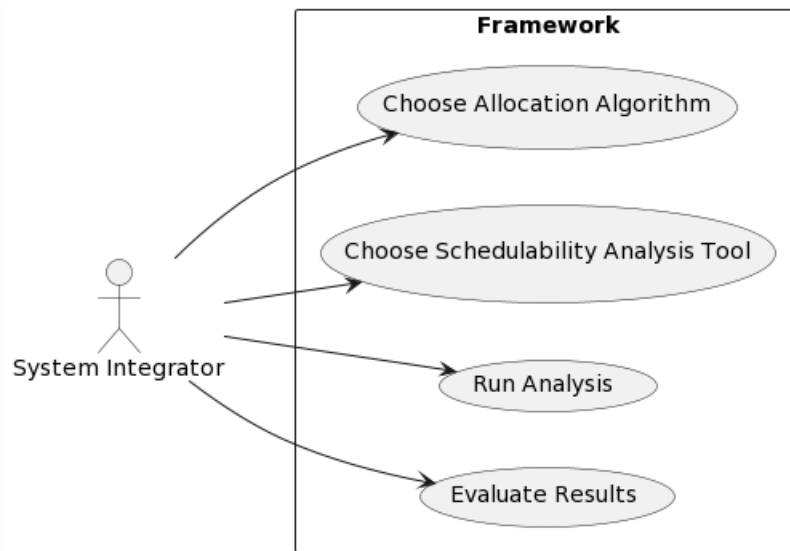 Framework
Choose Allocation Algorithm
Choose Schedulability Analysis Tool
System Integrator
Run Analysis
Evaluate Results